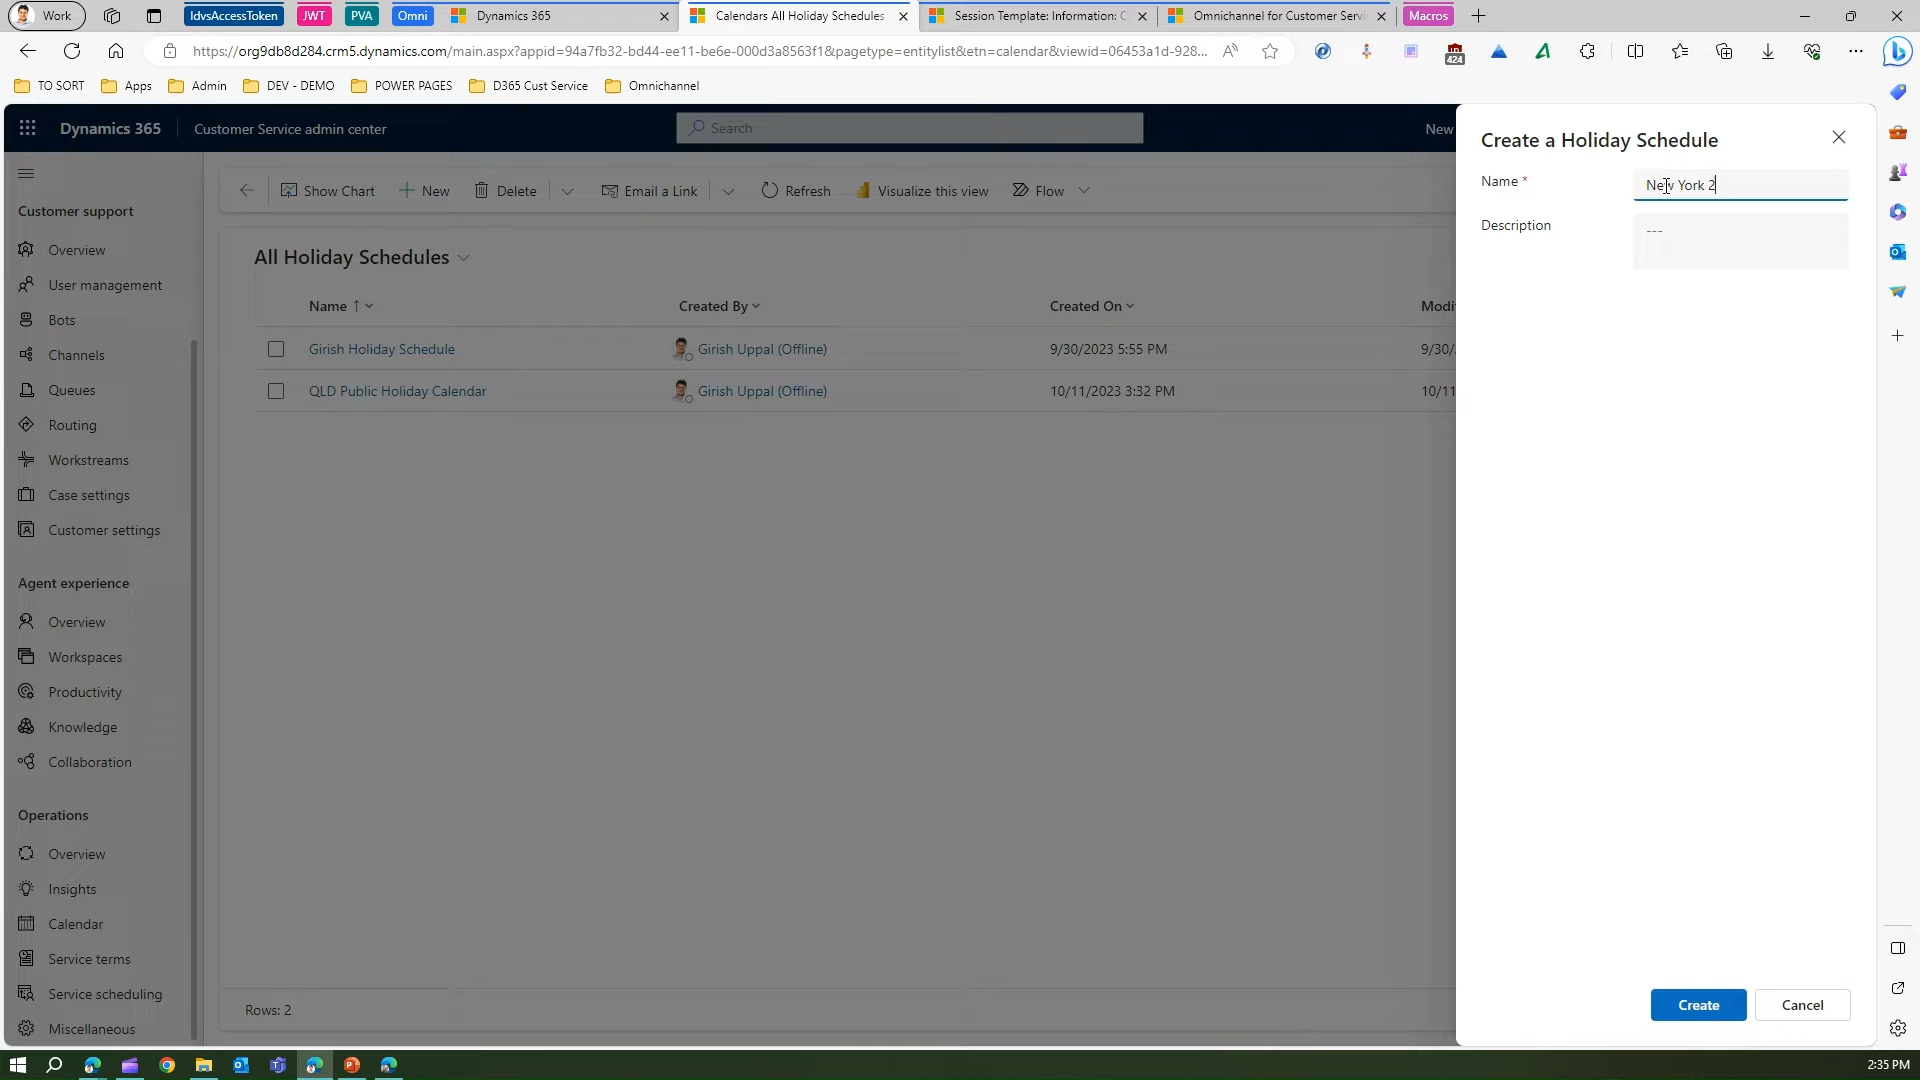 Work
IdvsAccessToken
JWT
PVA
Omni
Dynamics 365
Calendars All Holiday Schedules
Session Template: Information: C
Omnichannel for Customer Servi
Macros
https://org9db8d284.crm5.dynamics.com/main.aspx?appid=94a7fb32-bd44-ee11-be6e-000d3a8563f1&pagetype=entitylist&etn=calendar&viewid=06453a1d-928...
424
TO SORT
Apps
Admin
DEV - DEMO
POWER PAGES
D365 Cust Service
Omnichannel
Dynamics 365
Customer Service admin center
Search
New
Customer support
Overview
User management
Bots
Channels
Queues
Routing
Workstreams
Case settings
Customer settings
Agent experience
Overview
Workspaces
Productivity
Knowledge
Collaboration
Operations
Overview
Insights
Calendar
Service terms
Service scheduling
Miscellaneous
Show Chart
New
Delete
Email a Link
Refresh
Visualize this view
Flow
All Holiday Schedules
Name ↑
Created By
Created On
Modi
Girish Holiday Schedule
Girish Uppal (Offline)
9/30/2023 5:55 PM
9/30/
QLD Public Holiday Calendar
Girish Uppal (Offline)
10/11/2023 3:32 PM
10/11
Rows: 2
Create a Holiday Schedule
Name *
New York 2
Description
---
Create
Cancel
2:35 PM